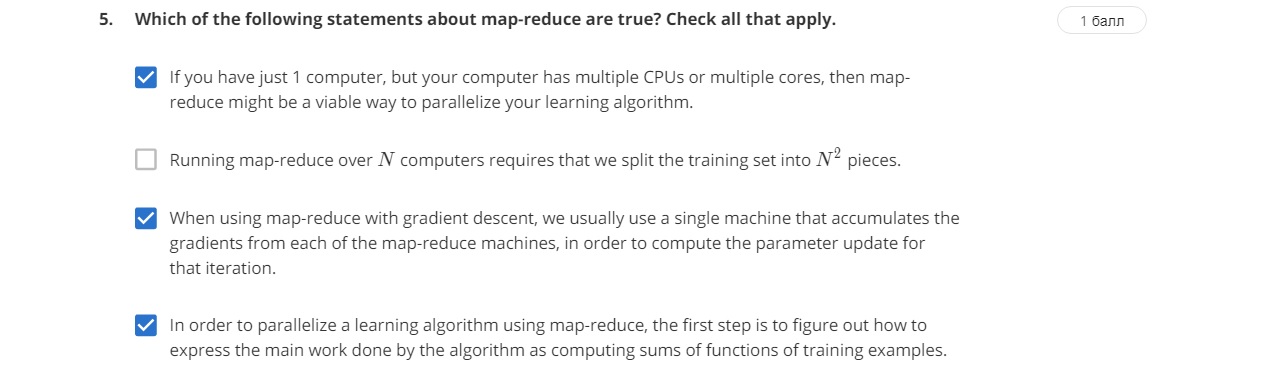 5. Which of the following statements about map-reduce are true? Check all that apply.
1 балл
If you have just 1 computer, but your computer has multiple CPUs or multiple cores, then map-
reduce might be a viable way to parallelize your learning algorithm.
Running map-reduce over N computers requires that we split the training set into N² pieces.
When using map-reduce with gradient descent, we usually use a single machine that accumulates the
gradients from each of the map-reduce machines, in order to compute the parameter update for
that iteration.
In order to parallelize a learning algorithm using map-reduce, the first step is to figure out how to
express the main work done by the algorithm as computing sums of functions of training examples.